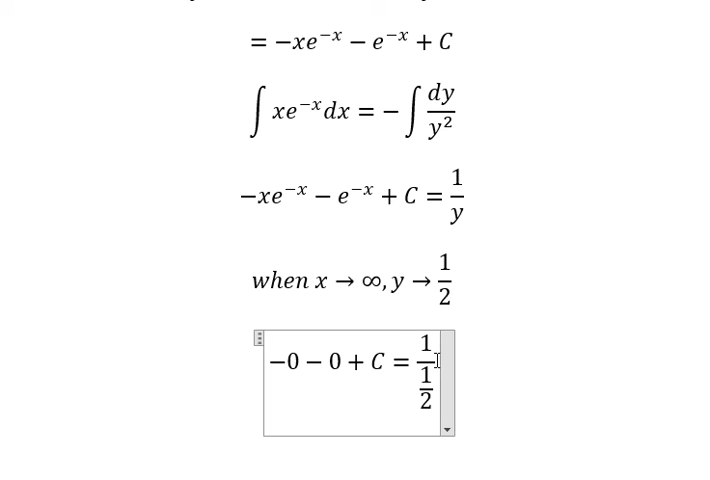 = −xe^{−x} − e^{−x} + C
∫ xe^{−x}dx = − ∫ dy/y²
−xe^{−x} − e^{−x} + C = 1/y
when x → ∞, y → 1/2
−0 − 0 + C = 1/(1/2)